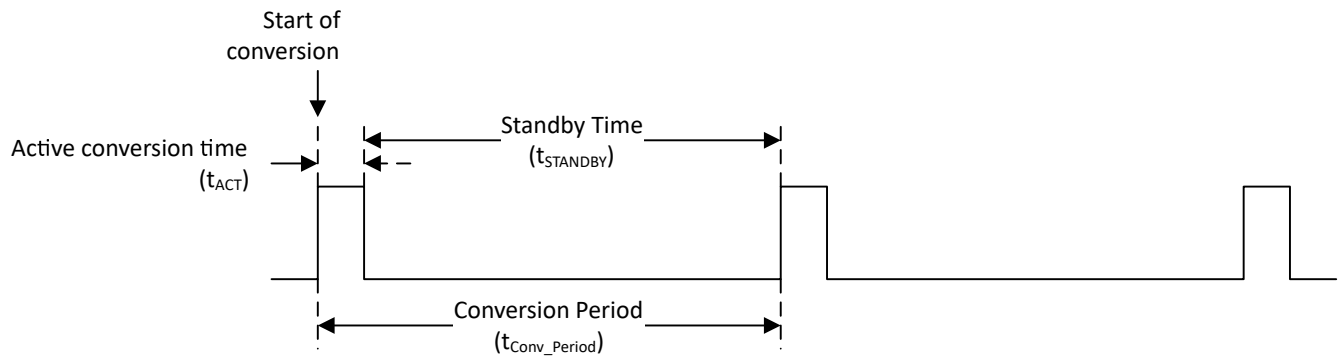 Start of
conversion
Standby Time
(tSTANDBY)
Active conversion time
(tACT)
Conversion Period
(tConv_Period)